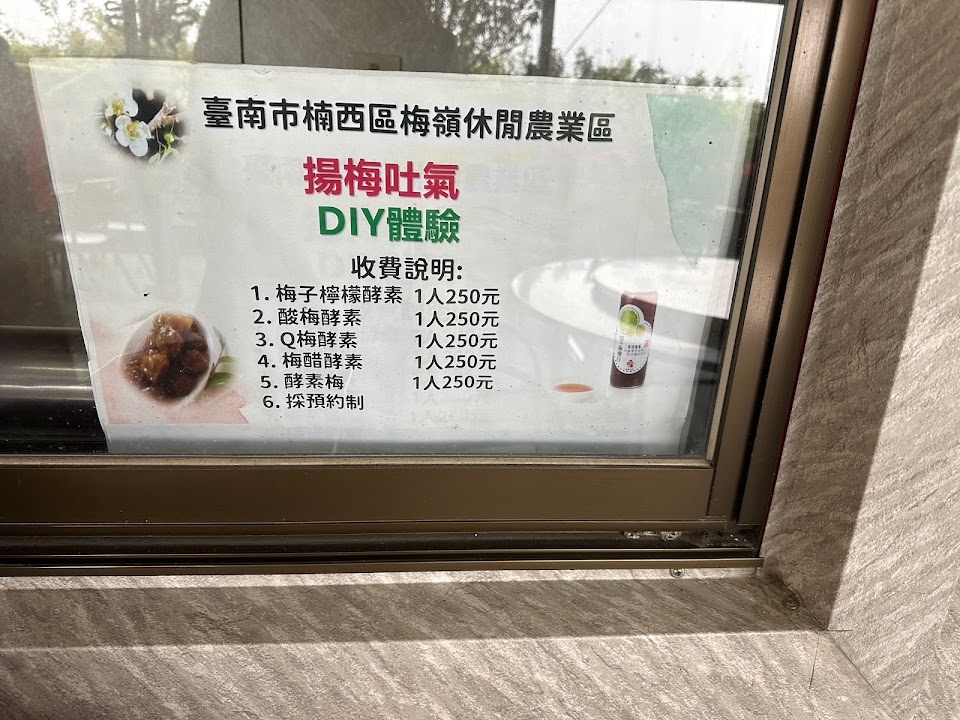 臺南市楠西區梅嶺休閒農業區
揚梅吐氣
DIY體驗
收費說明:
1. 梅子檸檬酵素 1人250元
2. 酸梅酵素 1人250元
3. Q梅酵素 1人250元
4. 梅醋酵素 1人250元
5. 酵素梅 1人250元
6. 採預約制